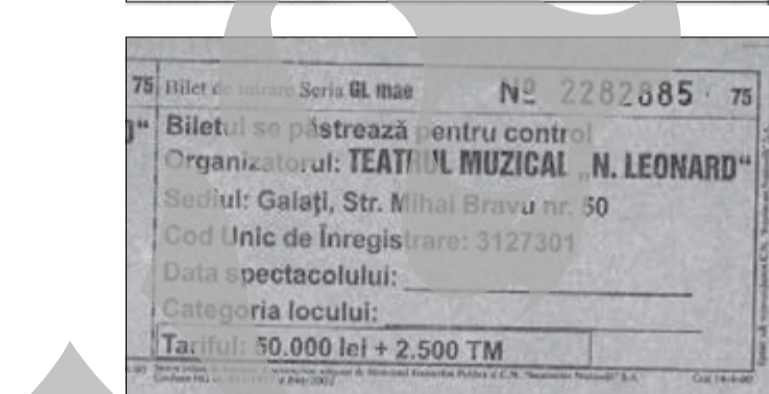 75 Bilet de intrare Seria GL mae Nº 2282885 75
" Biletul se păstrează pentru control
Organizatorul: TEATRUL MUZICAL „N. LEONARD“
Sediul: Galaţi, Str. Mihai Bravu nr. 50
Cod Unic de Înregistrare: 3127301
Data spectacolului:
Categoria locului:
Tariful: 50.000 lei + 2.500 TM